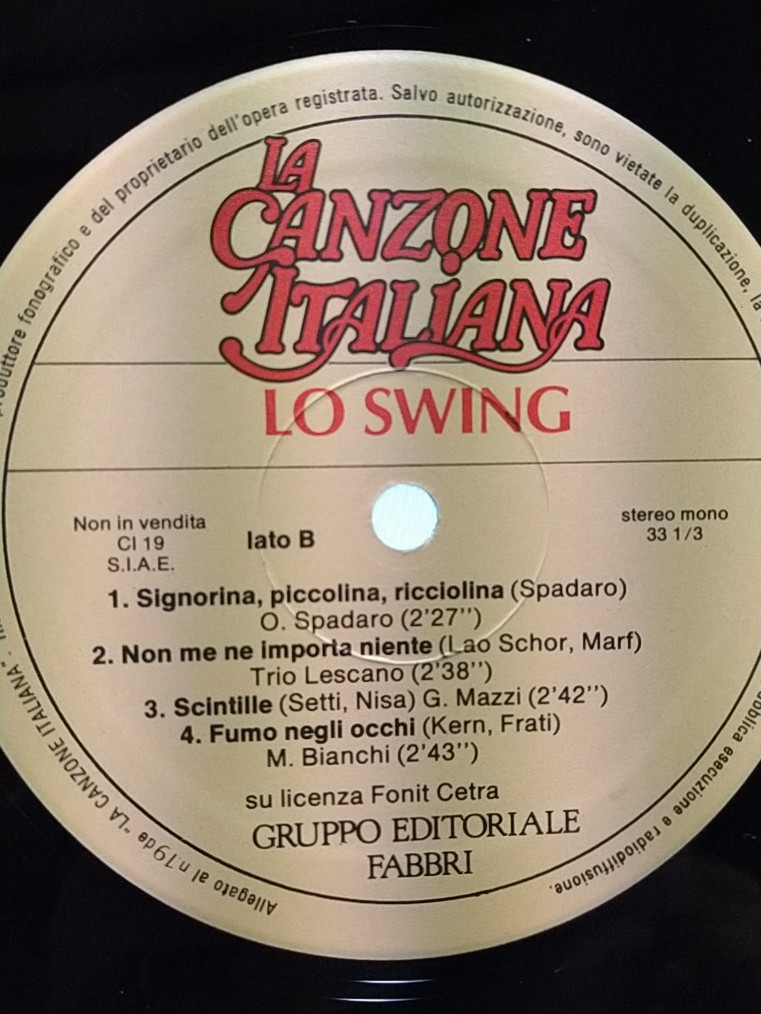 produttore fonografico e del proprietario dell'opera registrata. Salvo autorizzazione, sono vietate la duplicazione, la
LA
CANZONE
ITALIANA
LO SWING
Non in vendita
CI 19
S.I.A.E.
lato B
stereo mono
33 1/3
1. Signorina, piccolina, ricciolina (Spadaro)
O. Spadaro (2'27'')
2. Non me ne importa niente (Lao Schor, Marf)
Trio Lescano (2'38'')
3. Scintille (Setti, Nisa) G. Mazzi (2'42'')
4. Fumo negli occhi (Kern, Frati)
M. Bianchi (2'43'')
su licenza Fonit Cetra
GRUPPO EDITORIALE
FABBRI
esecuzione e radiodiffusione.
Allegato al n. 19 de "LA CANZONE ITALIANA".